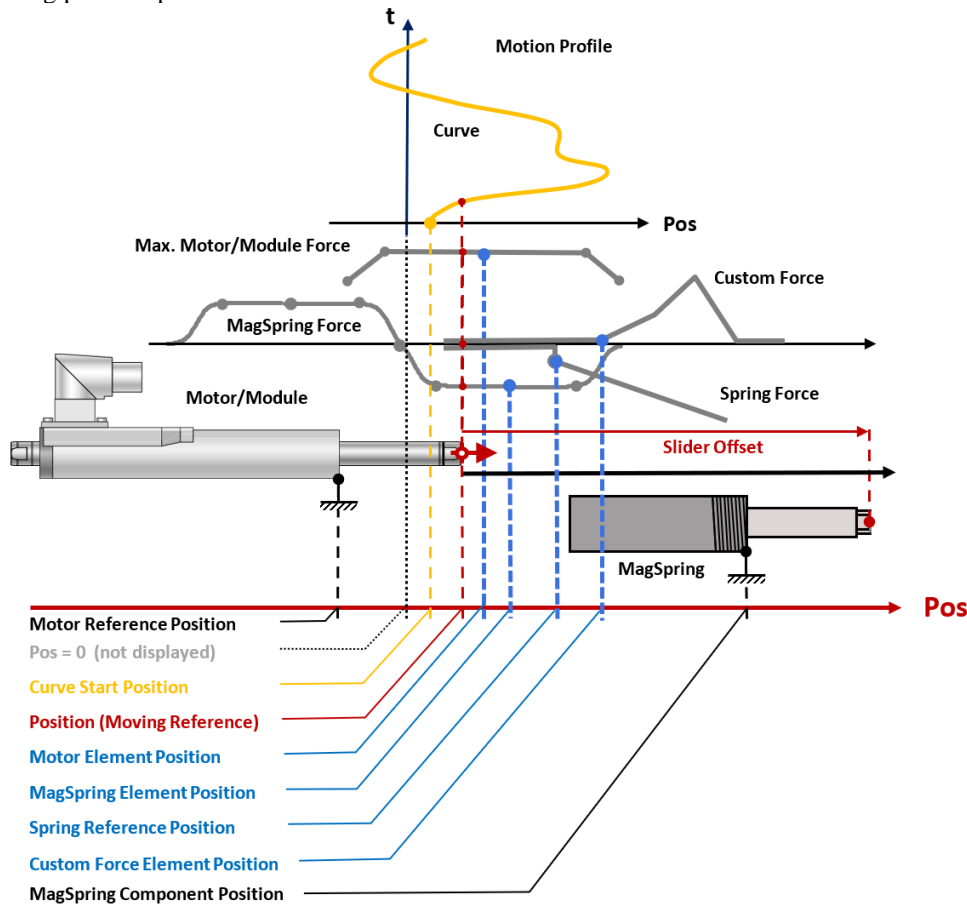 t
Motion Profile
Curve
Pos
Max. Motor/Module Force
Custom Force
MagSpring Force
Motor/Module
Spring Force
Slider Offset
MagSpring
Pos
Motor Reference Position
Pos = 0 (not displayed)
Curve Start Position
Position (Moving Reference)
Motor Element Position
MagSpring Element Position
Spring Reference Position
Custom Force Element Position
MagSpring Component Position